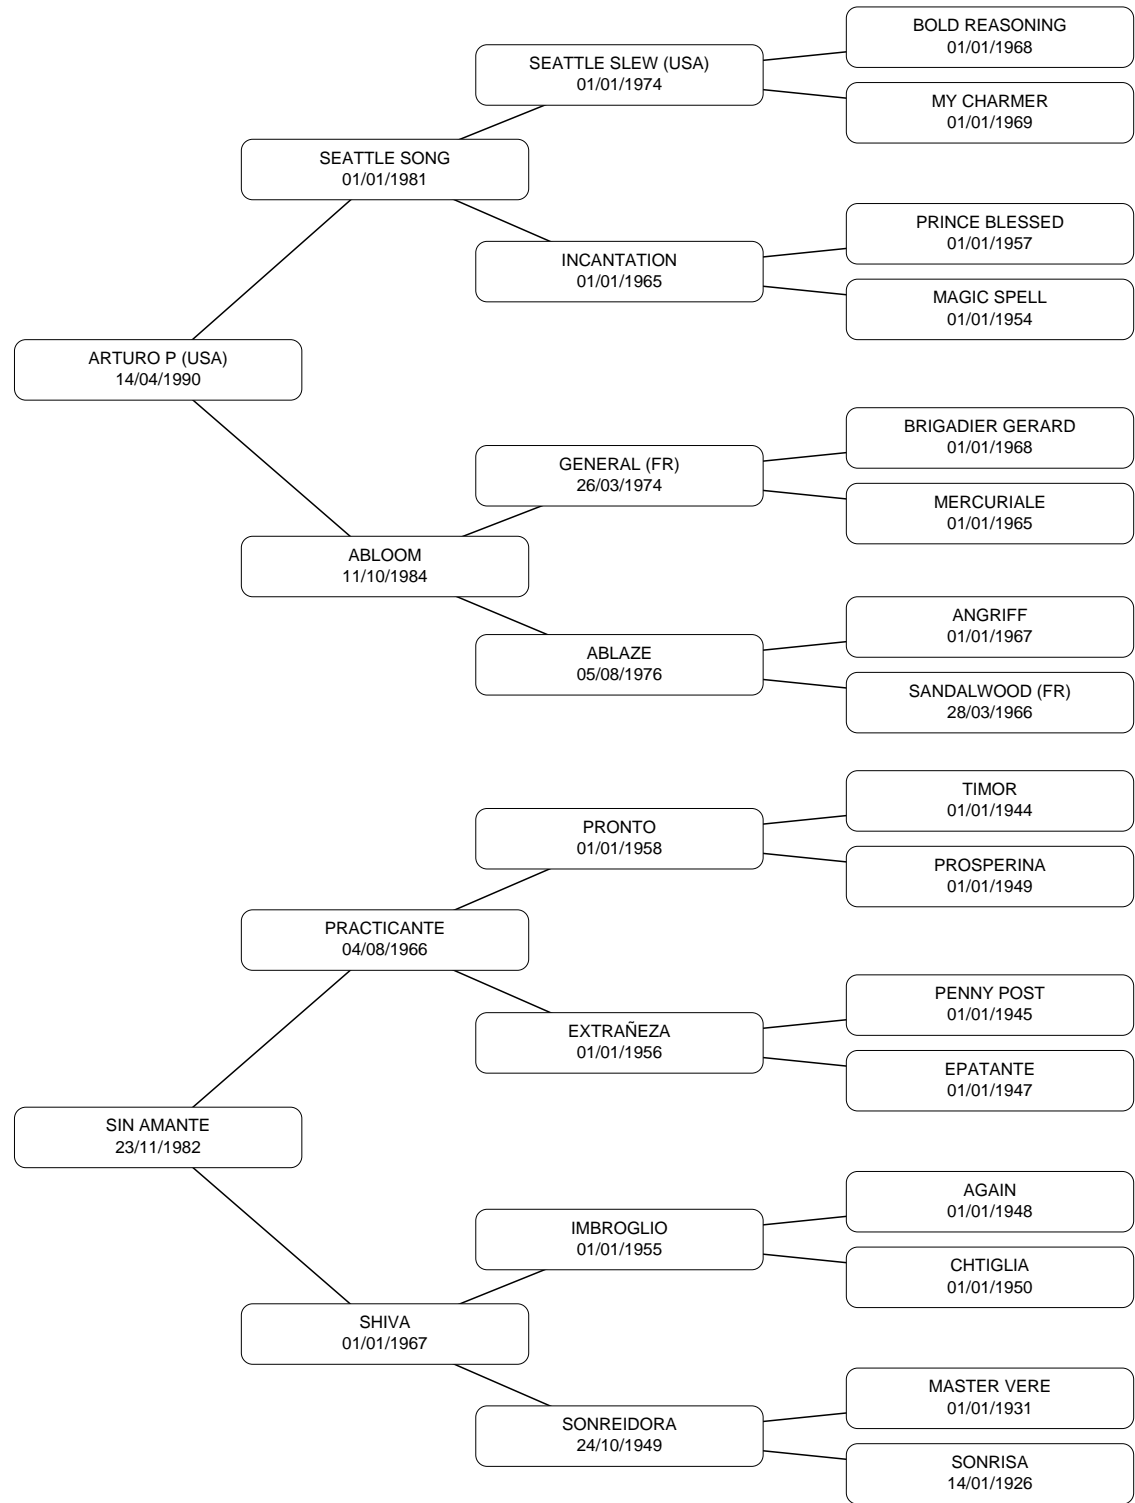 BOLD REASONING
01/01/1968
SEATTLE SLEW (USA)
01/01/1974
MY CHARMER
01/01/1969
SEATTLE SONG
01/01/1981
PRINCE BLESSED
01/01/1957
INCANTATION
01/01/1965
MAGIC SPELL
01/01/1954
ARTURO P (USA)
14/04/1990
BRIGADIER GERARD
01/01/1968
GENERAL (FR)
26/03/1974
MERCURIALE
01/01/1965
ABLOOM
11/10/1984
ANGRIFF
01/01/1967
ABLAZE
05/08/1976
SANDALWOOD (FR)
28/03/1966
TIMOR
01/01/1944
PRONTO
01/01/1958
PROSPERINA
01/01/1949
PRACTICANTE
04/08/1966
PENNY POST
01/01/1945
EXTRAÑEZA
01/01/1956
EPATANTE
01/01/1947
SIN AMANTE
23/11/1982
AGAIN
01/01/1948
IMBROGLIO
01/01/1955
CHTIGLIA
01/01/1950
SHIVA
01/01/1967
MASTER VERE
01/01/1931
SONREIDORA
24/10/1949
SONRISA
14/01/1926